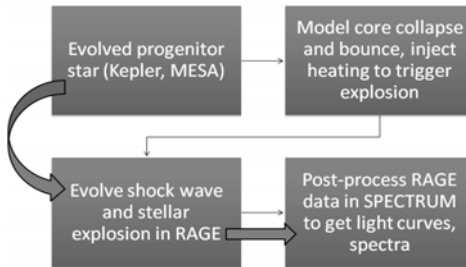 Evolved progenitor
star (Kepler, MESA)
Model core collapse
and bounce, inject
heating to trigger
explosion
Evolve shock wave
and stellar
explosion in RAGE
Post-process RAGE
data in SPECTRUM
to get light curves,
spectra